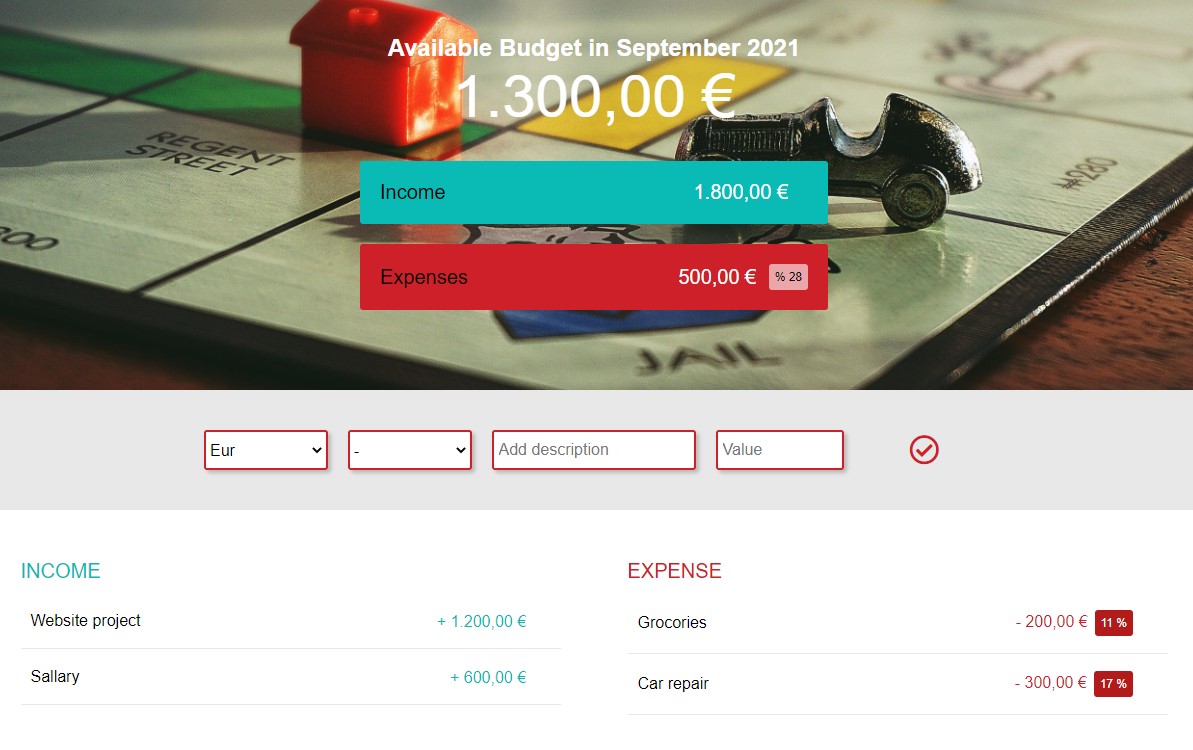 Available Budget in September 2021
1.300,00 €
REGENT
STREET
Income 1.800,00 €
₩280
Expenses 500,00 € % 28
JAIL
Eur - Add description Value
INCOME
Website project + 1.200,00 €
Sallary + 600,00 €
EXPENSE
Grocories - 200,00 € 11 %
Car repair - 300,00 € 17 %